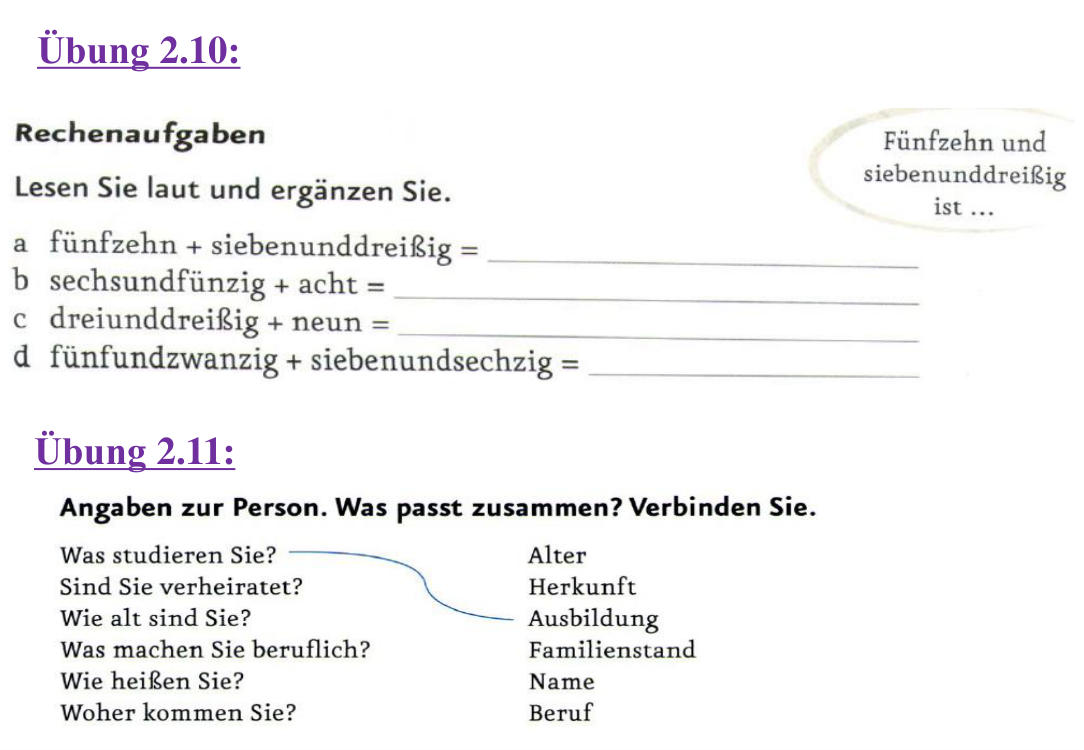 Übung 2.10:
Rechenaufgaben
Lesen Sie laut und ergänzen Sie.
Fünfzehn und
siebenunddreißig
ist ...
a fünfzehn + siebenunddreißig =
b sechsundfünzig + acht =
c dreiunddreißig + neun =
d fünfundzwanzig + siebenundsechzig =
Übung 2.11:
Angaben zur Person. Was passt zusammen? Verbinden Sie.
Was studieren Sie? Alter
Sind Sie verheiratet? Herkunft
Wie alt sind Sie? Ausbildung
Was machen Sie beruflich? Familienstand
Wie heißen Sie? Name
Woher kommen Sie? Beruf